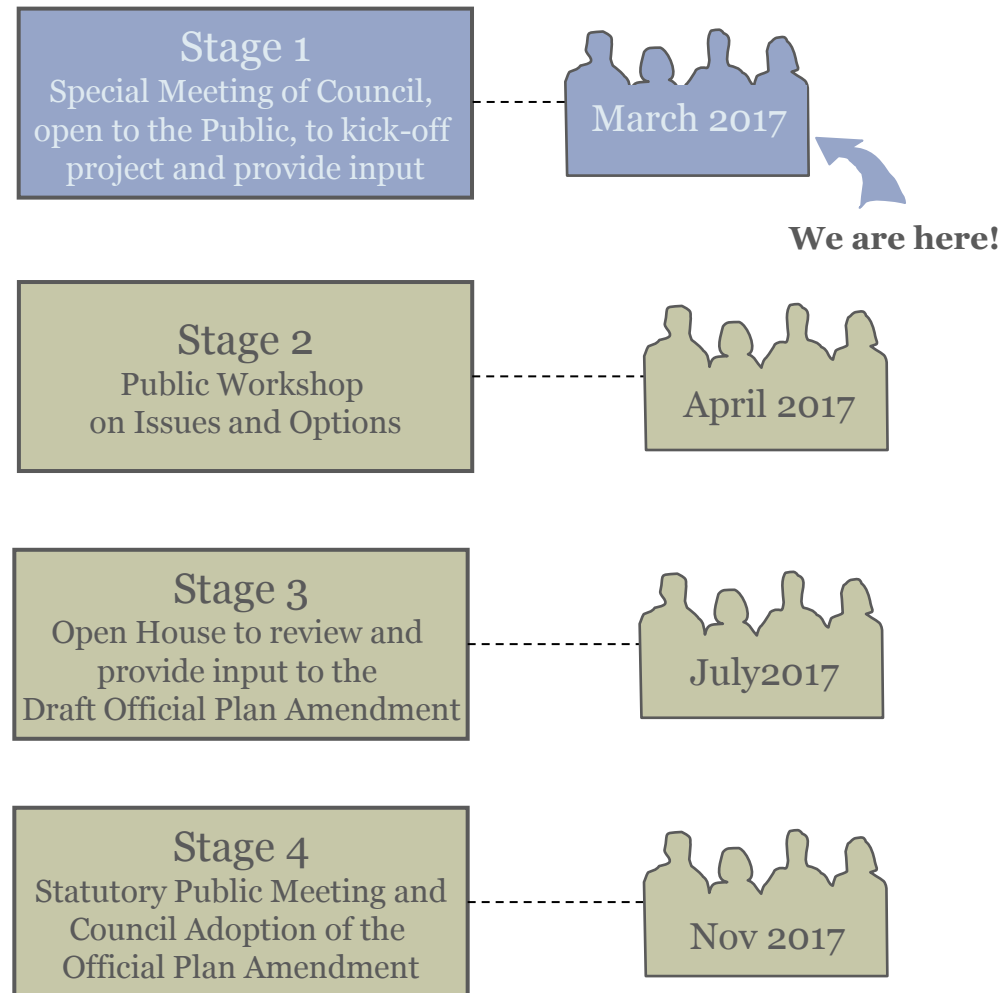 Stage 1
Special Meeting of Council,
open to the Public, to kick-off
project and provide input
March 2017
We are here!
Stage 2
Public Workshop
on Issues and Options
April 2017
Stage 3
Open House to review and
provide input to the
Draft Official Plan Amendment
July2017
Stage 4
Statutory Public Meeting and
Council Adoption of the
Official Plan Amendment
Nov 2017